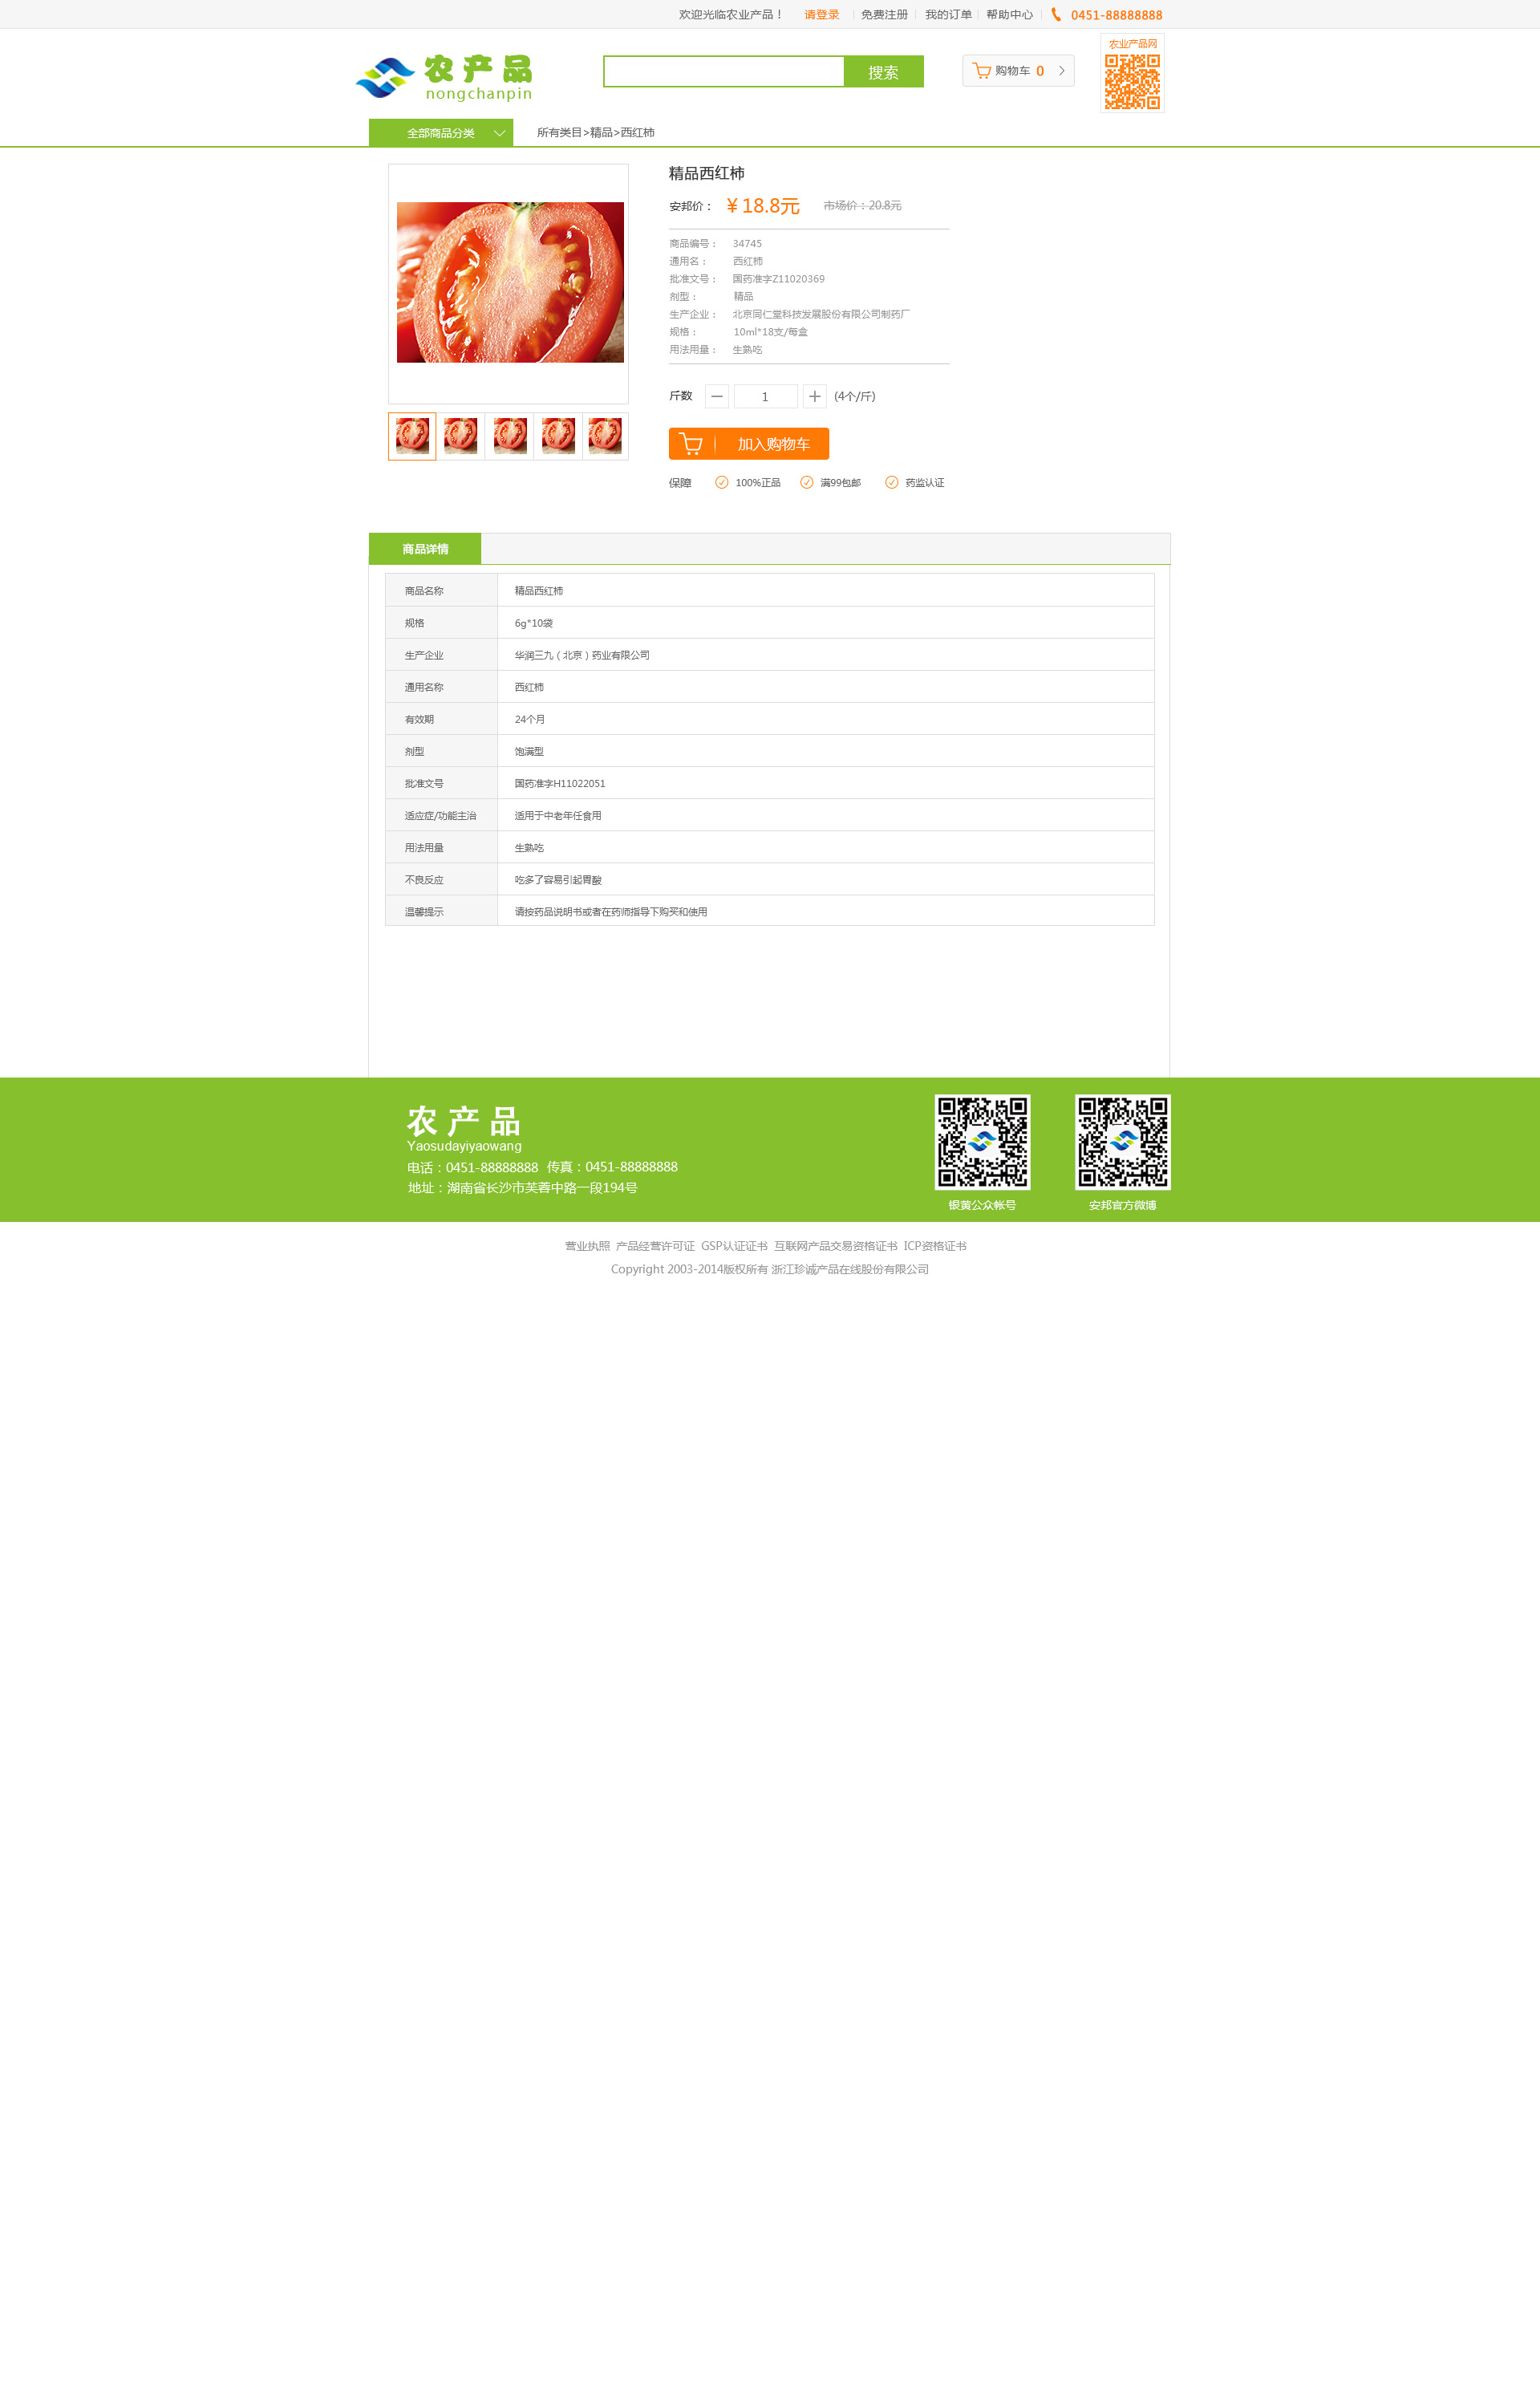 欢迎光临农业产品！ 请登录 免费注册 我的订单 帮助中心 0451-88888888
农业产品网
农产品
nongchanpin
搜索
购物车 0
全部商品分类 所有类目>精品>西红柿
精品西红柿
安邦价： ￥18.8元 市场价：20.8元
商品编号： 34745
通用名： 西红柿
批准文号： 国药准字Z11020369
剂型： 精品
生产企业： 北京同仁堂科技发展股份有限公司制药厂
规格： 10ml*18支/每盒
用法用量： 生熟吃
斤数 1 (4个/斤)
加入购物车
保障 100%正品 满99包邮 药监认证
商品详情
商品名称 精品西红柿
规格 6g*10袋
生产企业 华润三九（北京）药业有限公司
通用名称 西红柿
有效期 24个月
剂型 饱满型
批准文号 国药准字H11022051
适应症/功能主治 适用于中老年任食用
用法用量 生熟吃
不良反应 吃多了容易引起胃酸
温馨提示 请按药品说明书或者在药师指导下购买和使用
农产品
Yaosudayiyaowang
电话：0451-88888888 传真：0451-88888888
地址：湖南省长沙市芙蓉中路一段194号
银黄公众帐号 安邦官方微博
营业执照 产品经营许可证 GSP认证证书 互联网产品交易资格证书 ICP资格证书
Copyright 2003-2014版权所有 浙江珍诚产品在线股份有限公司